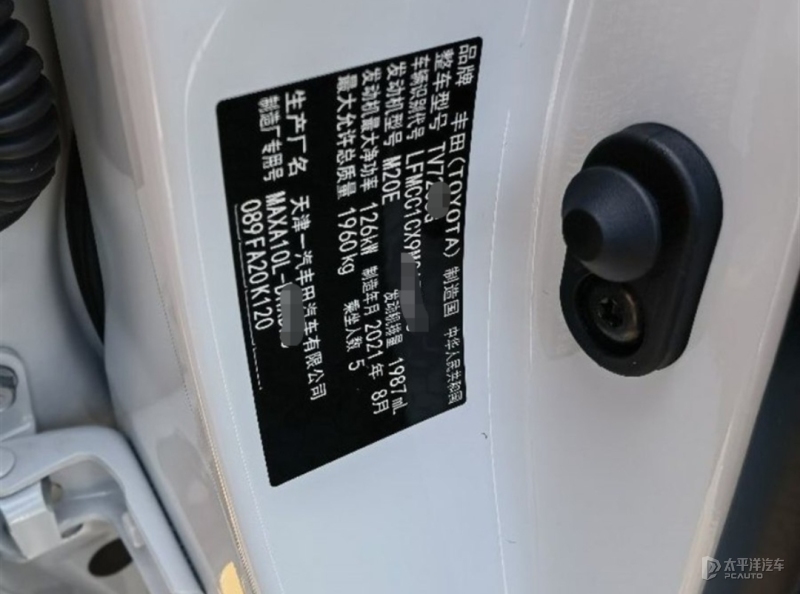 品牌 丰田(TOYOTA) 制造国 中华人民共和国
整车型号 TV72
车辆识别代号 LFMCC1CX9M
发动机型号 M20E 发动机排量 1987 mL
发动机最大净功率 126kW 制造年月 2021年 8月
最大允许总质量 1960kg 乘坐人数 5
生产厂名 天津一汽丰田汽车有限公司
制造厂专用号 MAXA10L-
089FA20K120
太平洋汽车
PCAUTO